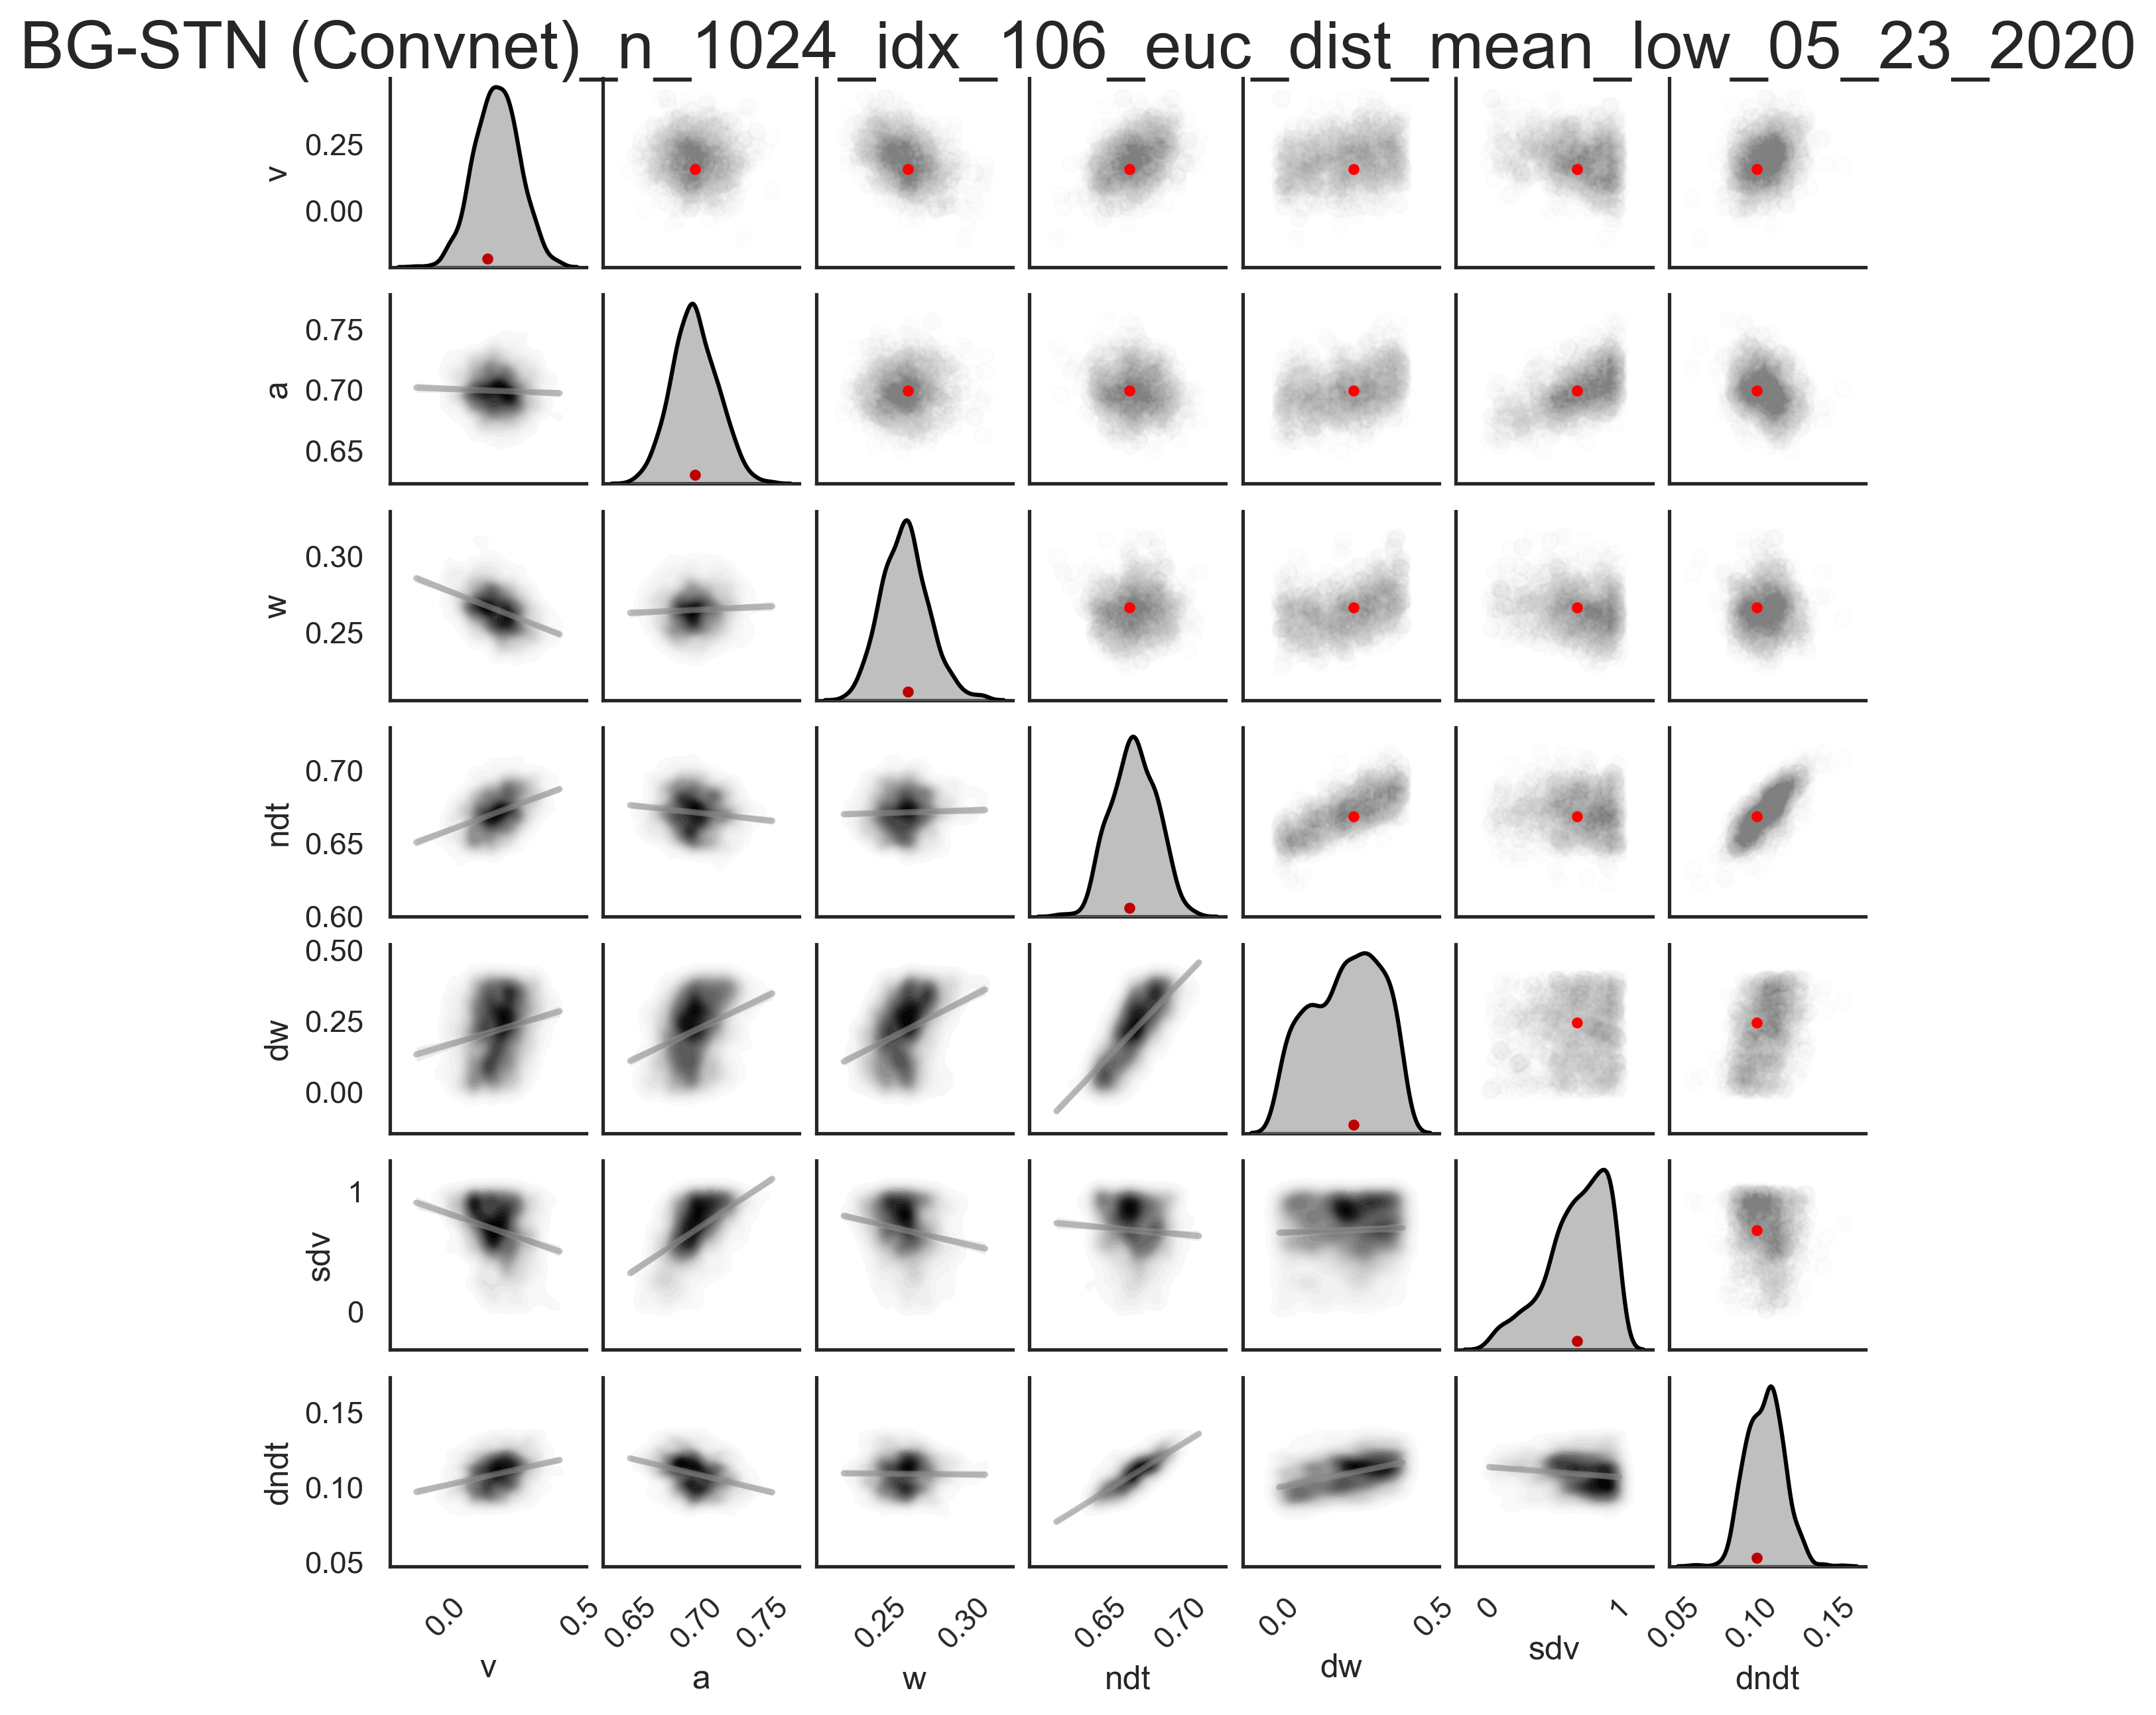 BG-STN (Convnet)_n_1024_idx_106_euc_dist_mean_low_05_23_2020
v
0.25
0.00
a
0.75
0.70
0.65
w
0.30
0.25
ndt
0.70
0.65
0.60
dw
0.50
0.25
0.00
sdv
1
0
dndt
0.15
0.10
0.05
0.0 0.5
0.65 0.70 0.75
0.25 0.30
0.65 0.70
0.0 0.5
0 1
0.05 0.10 0.15
v a w ndt dw sdv dndt